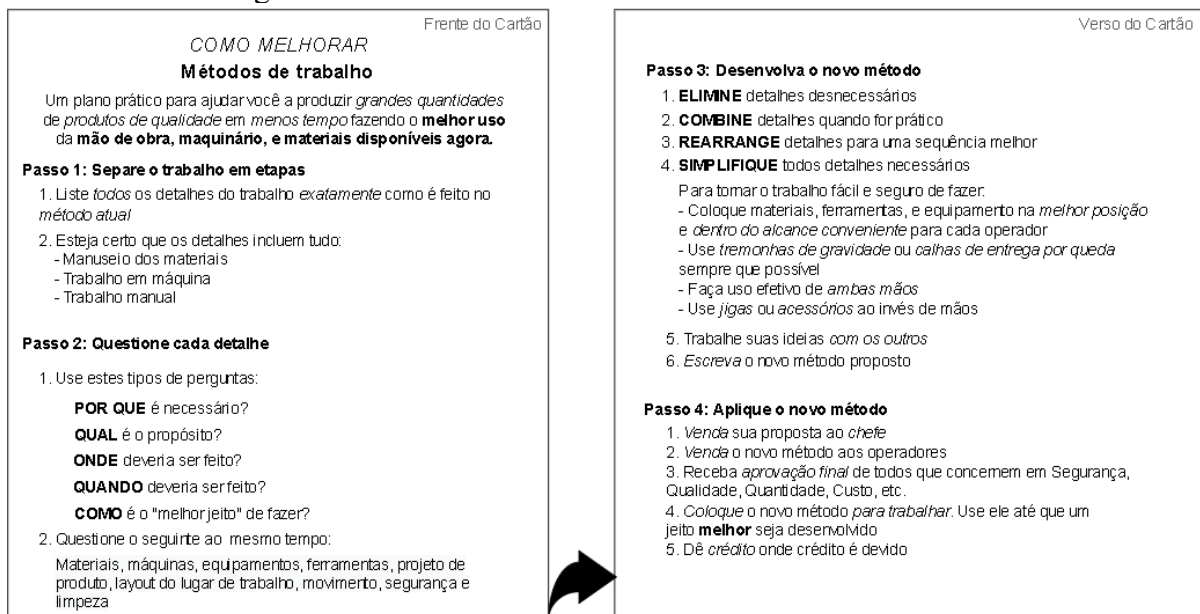 Frente do Cartão
COMO MELHORAR
Métodos de trabalho
Um plano prático para ajudar você a produzir grandes quantidades
de produtos de qualidade em menos tempo fazendo o melhor uso
da mão de obra, maquinário, e materiais disponíveis agora.
Passo 1: Separe o trabalho em etapas
1. Liste todos os detalhes do trabalho exatamente como é feito no
método atual
2. Esteja certo que os detalhes incluem tudo:
- Manuseio dos materiais
- Trabalho em máquina
- Trabalho manual
Passo 2: Questione cada detalhe
1. Use estes tipos de perguntas:
POR QUE é necessário?
QUAL é o propósito?
ONDE deveria ser feito?
QUANDO deveria ser feito?
COMO é o "melhor jeito" de fazer?
2. Questione o seguinte ao mesmo tempo:
Materiais, máquinas, equipamentos, ferramentas, projeto de
produto, layout do lugar de trabalho, movimento, segurança e
limpeza
Verso do Cartão
Passo 3: Desenvolva o novo método
1. ELIMINE detalhes desnecessários
2. COMBINE detalhes quando for prático
3. REARRANGE detalhes para uma sequência melhor
4. SIMPLIFIQUE todos detalhes necessários
Para tornar o trabalho fácil e seguro de fazer:
- Coloque materiais, ferramentas, e equipamento na melhor posição
e dentro do alcance conveniente para cada operador
- Use tremonhas de gravidade ou calhas de entrega por queda
sempre que possível
- Faça uso efetivo de ambas mãos
- Use jigas ou acessórios ao invés de mãos
5. Trabalhe suas ideias com os outros
6. Escreva o novo método proposto
Passo 4: Aplique o novo método
1. Venda sua proposta ao chefe
2. Venda o novo método aos operadores
3. Receba aprovação final de todos que concernem em Segurança,
Qualidade, Quantidade, Custo, etc.
4. Coloque o novo método para trabalhar. Use ele até que um
jeito melhor seja desenvolvido
5. Dê crédito onde crédito é devido